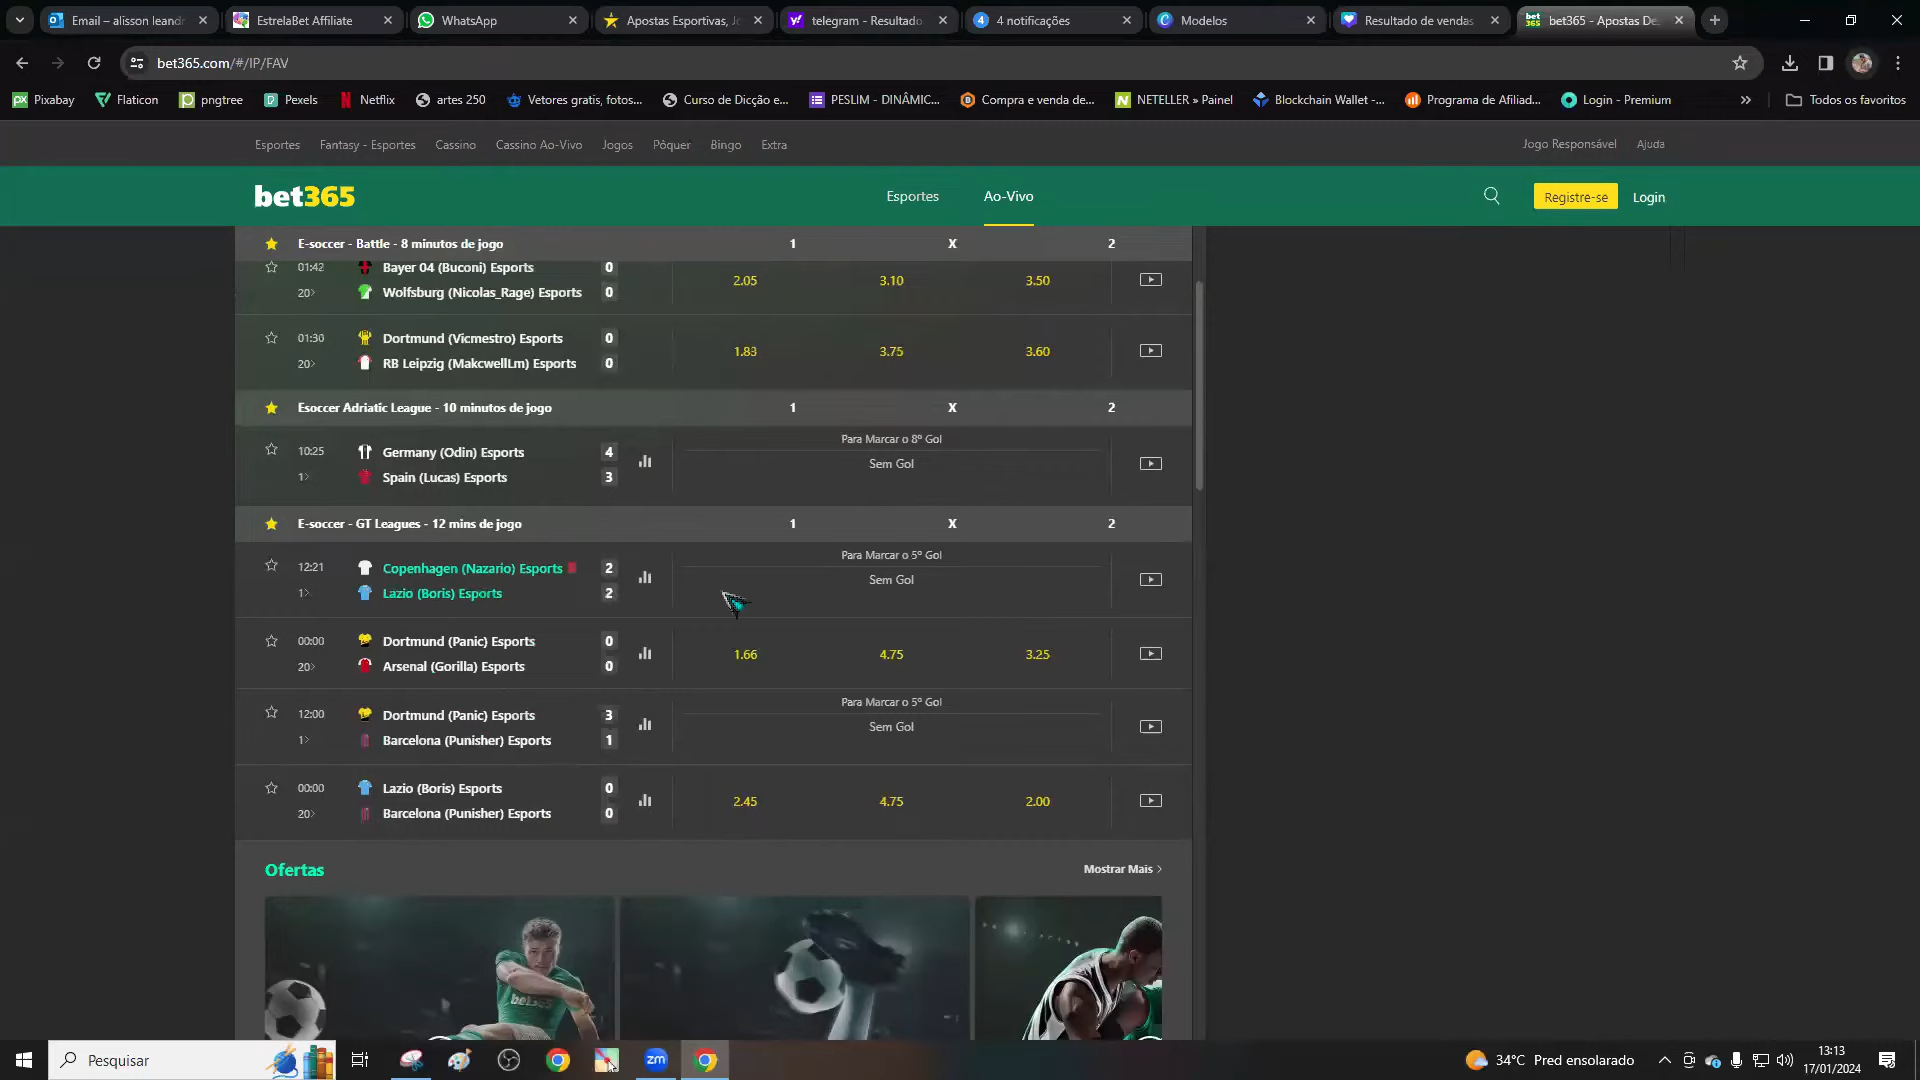 Email – alisson leand
EstrelaBet Affiliate
WhatsApp
Apostas Esportivas, Jo
telegram - Resultado
4 notificações
Modelos
Resultado de vendas
bet365 - Apostas De
bet365.com/#/IP/FAV
Pixabay
Flaticon
pngtree
Pexels
Netflix
artes 250
Vetores gratis, fotos...
Curso de Dicção e...
PESLIM - DINÂMIC...
Compra e venda de...
NETELLER » Painel
Blockchain Wallet -...
Programa de Afiliad...
Login - Premium
Todos os favoritos
Esportes Fantasy - Esportes Cassino Cassino Ao-Vivo Jogos Pôquer Bingo Extra
Jogo Responsável Ajuda
bet365
Esportes
Ao-Vivo
Registre-se
Login
E-soccer - Battle - 8 minutos de jogo 1 X 2
01:42 Bayer 04 (Buconi) Esports 0
20> Wolfsburg (Nicolas_Rage) Esports 0
2.05 3.10 3.50
01:30 Dortmund (Vicmestro) Esports 0
20> RB Leipzig (MakcwellLm) Esports 0
1.83 3.75 3.60
Esoccer Adriatic League - 10 minutos de jogo 1 X 2
10:25 Germany (Odin) Esports 4
1> Spain (Lucas) Esports 3
Para Marcar o 8º Gol
Sem Gol
E-soccer - GT Leagues - 12 mins de jogo 1 X 2
12:21 Copenhagen (Nazario) Esports 2
1> Lazio (Boris) Esports 2
Para Marcar o 5º Gol
Sem Gol
00:00 Dortmund (Panic) Esports 0
20> Arsenal (Gorilla) Esports 0
1.66 4.75 3.25
12:00 Dortmund (Panic) Esports 3
1> Barcelona (Punisher) Esports 1
Para Marcar o 5º Gol
Sem Gol
00:00 Lazio (Boris) Esports 0
20> Barcelona (Punisher) Esports 0
2.45 4.75 2.00
Ofertas
Mostrar Mais >
bet365
Pesquisar
zm
34°C Pred ensolarado
13:13
17/01/2024